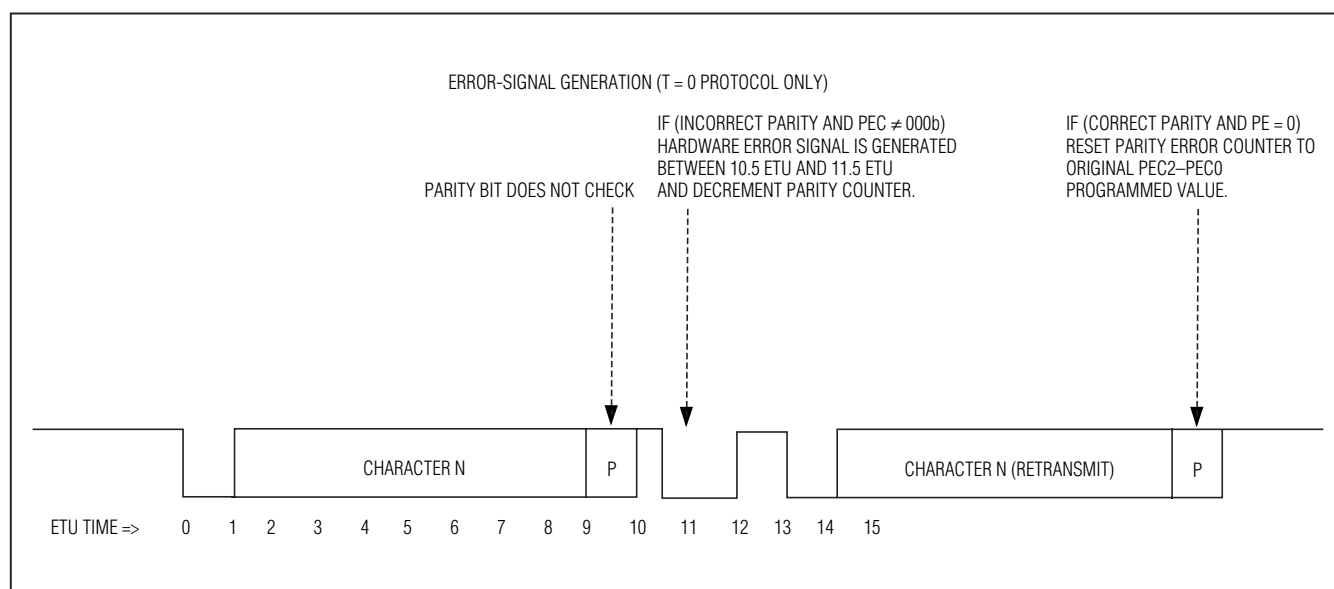 ERROR-SIGNAL GENERATION (T = 0 PROTOCOL ONLY)
PARITY BIT DOES NOT CHECK
IF (INCORRECT PARITY AND PEC ≠ 000b)
HARDWARE ERROR SIGNAL IS GENERATED
BETWEEN 10.5 ETU AND 11.5 ETU
AND DECREMENT PARITY COUNTER.
IF (CORRECT PARITY AND PE = 0)
RESET PARITY ERROR COUNTER TO
ORIGINAL PEC2–PEC0
PROGRAMMED VALUE.
CHARACTER N
P
CHARACTER N (RETRANSMIT)
P
ETU TIME => 0 1 2 3 4 5 6 7 8 9 10 11 12 13 14 15